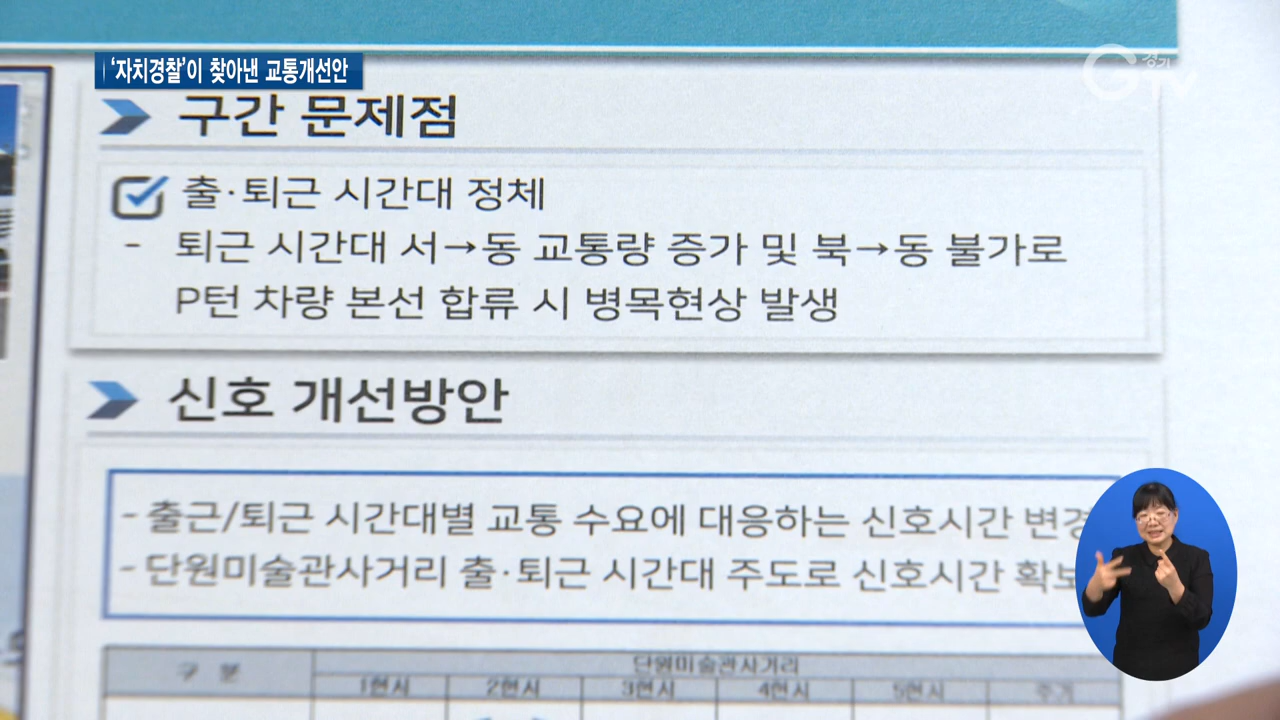 '자치경찰'이 찾아낸 교통개선안
G 경기 TV
구간 문제점
출·퇴근 시간대 정체
- 퇴근 시간대 서→동 교통량 증가 및 북→동 불가로
P턴 차량 본선 합류 시 병목현상 발생
신호 개선방안
- 출근/퇴근 시간대별 교통 수요에 대응하는 신호시간 변경
- 단원미술관사거리 출·퇴근 시간대 주도로 신호시간 확보
구 분
단원미술관사거리
1현시 2현시 3현시 4현시 5현시 주기